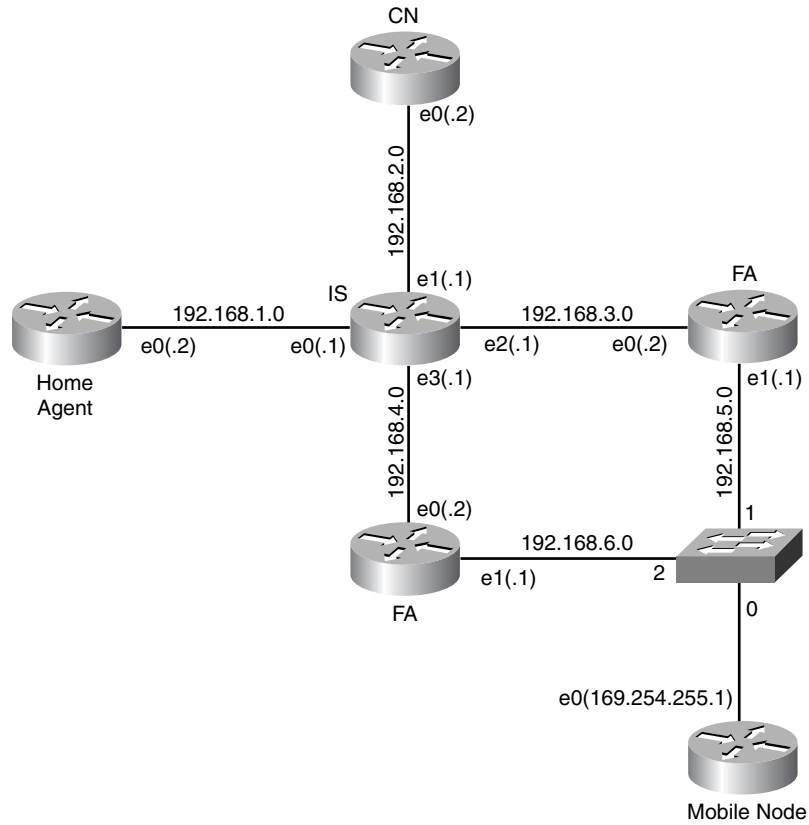 CN
e0(.2)
192.168.2.0
e1(.1)
IS
FA
192.168.1.0
192.168.3.0
e0(.2)
e0(.1)
e2(.1)
e0(.2)
Home
Agent
e3(.1)
e1(.1)
192.168.4.0
192.168.5.0
e0(.2)
1
192.168.6.0
e1(.1)
2
FA
0
e0(169.254.255.1)
Mobile Node